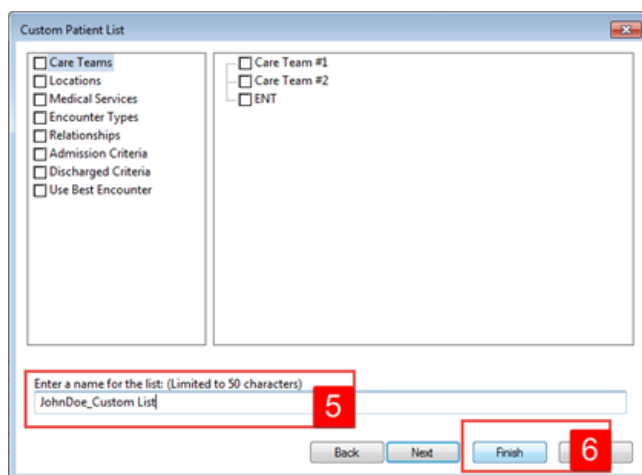 Custom Patient List
Care Teams
Locations
Medical Services
Encounter Types
Relationships
Admission Criteria
Discharged Criteria
Use Best Encounter
Care Team #1
Care Team #2
ENT
Enter a name for the list: (Limited to 50 characters)
JohnDoe_Custom List
5
Back Next Finish 6